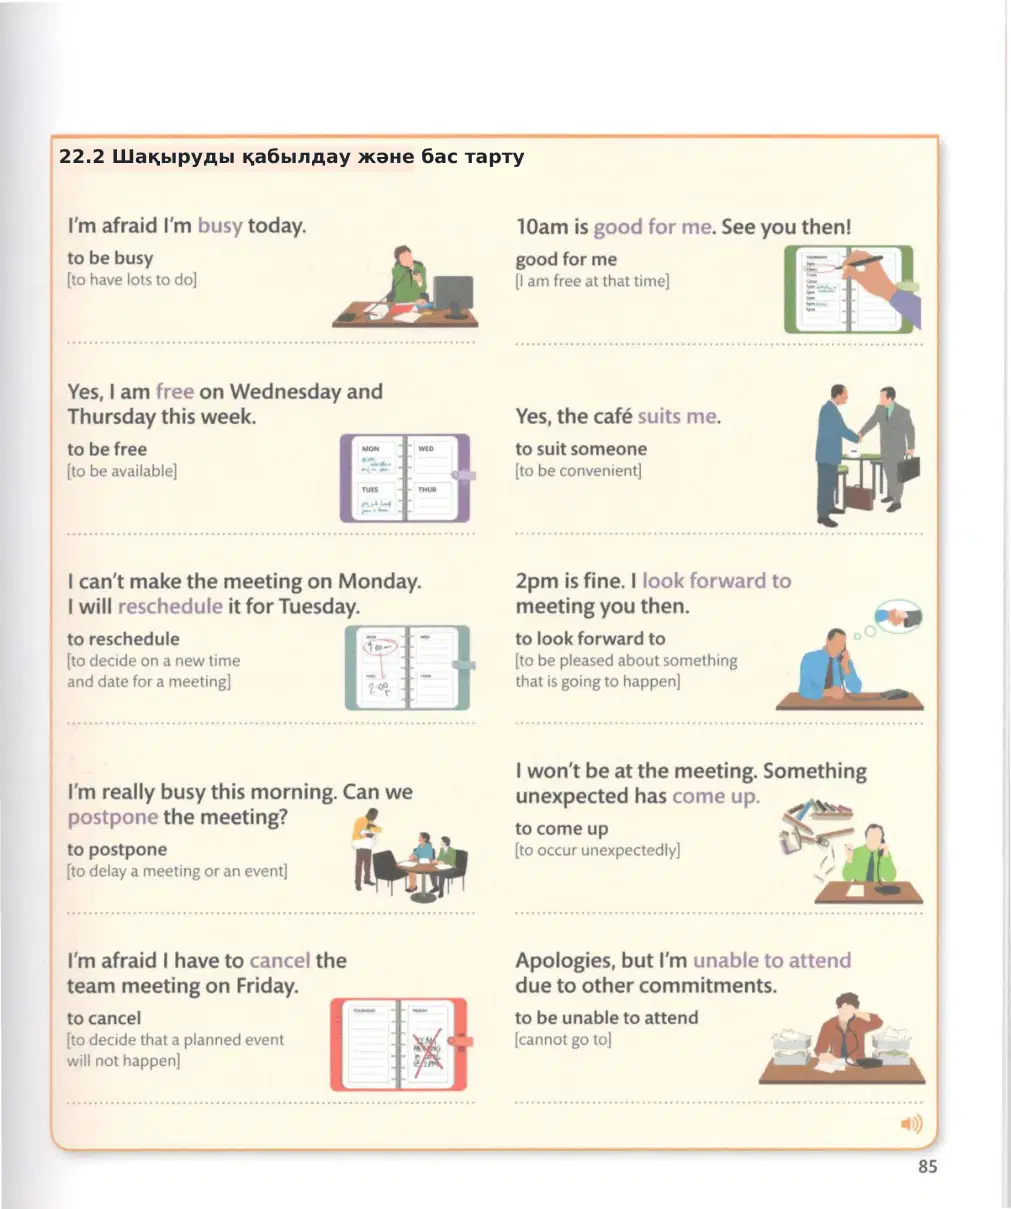 22.2 Шақыруды қабылдау және бас тарту
I'm afraid I'm busy today.
to be busy
[to have lots to do]
Yes, I am free on Wednesday and
Thursday this week.
to be free
[to be available]
MON
WED
TUES
THUR
I can't make the meeting on Monday.
I will reschedule it for Tuesday.
to reschedule
[to decide on a new time
and date for a meeting]
I'm really busy this morning. Can we
postpone the meeting?
to postpone
[to delay a meeting or an event]
I'm afraid I have to cancel the
team meeting on Friday.
to cancel
[to decide that a planned event
will not happen]
10am is good for me. See you then!
good for me
[I am free at that time]
Yes, the café suits me.
to suit someone
[to be convenient]
2pm is fine. I look forward to
meeting you then.
to look forward to
[to be pleased about something
that is going to happen]
I won't be at the meeting. Something
unexpected has come up.
to come up
[to occur unexpectedly]
Apologies, but I'm unable to attend
due to other commitments.
to be unable to attend
[cannot go to]
85